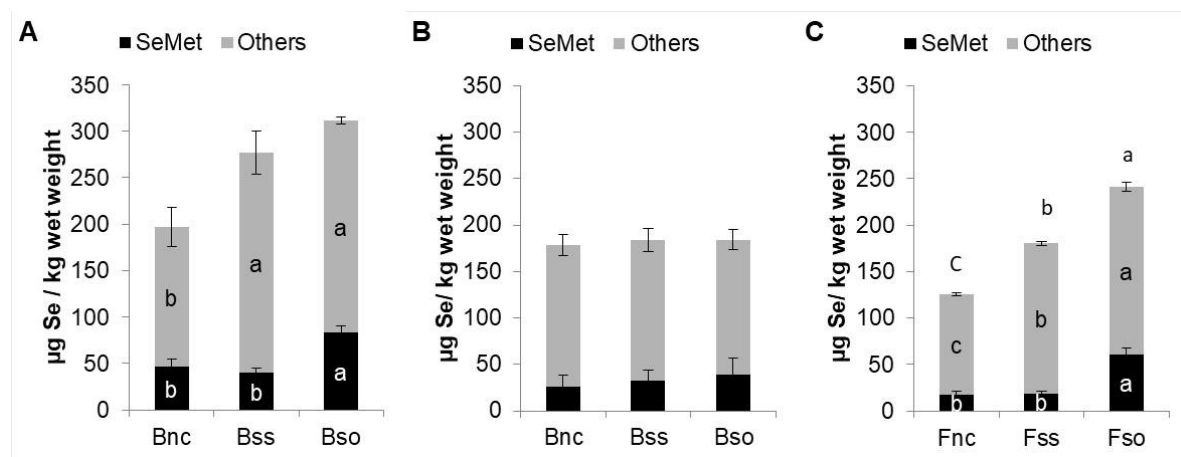 A
SeMet Others
µg Se / kg wet weight
350
300
250
200
150
100
50
0
b
a
a
b
b
a
Bnc Bss Bso
B
SeMet Others
µg Se/ kg wet weight
350
300
250
200
150
100
50
0
Bnc Bss Bso
C
SeMet Others
µg Se/ kg wet weight
350
300
250
200
150
100
50
0
C
b
a
c
b
a
b
b
a
Fnc Fss Fso